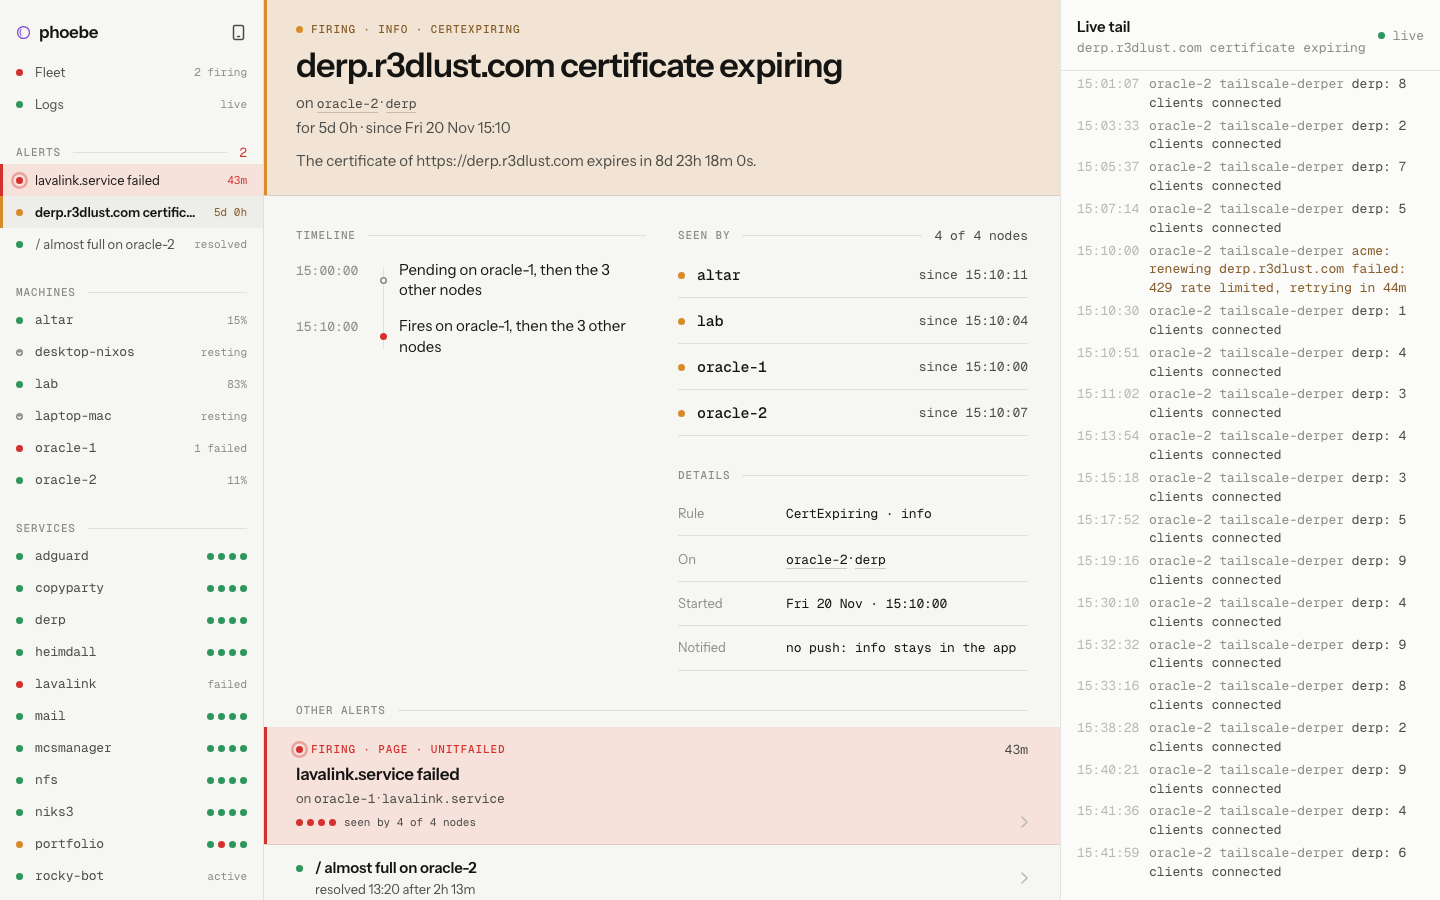 phoebe
Fleet 2 firing
Logs live
ALERTS 2
lavalink.service failed 43m
derp.r3dlust.com certific... 5d 0h
/ almost full on oracle-2 resolved
MACHINES
altar 15%
desktop-nixos resting
lab 83%
laptop-mac resting
oracle-1 1 failed
oracle-2 11%
SERVICES
adguard
copyparty
derp
heimdall
lavalink failed
mail
mcsmanager
nfs
niks3
portfolio
rocky-bot active
FIRING · INFO · CERTEXPIRING
derp.r3dlust.com certificate expiring
on oracle-2·derp
for 5d 0h · since Fri 20 Nov 15:10
The certificate of https://derp.r3dlust.com expires in 8d 23h 18m 0s.
TIMELINE
15:00:00 Pending on oracle-1, then the 3
other nodes
15:10:00 Fires on oracle-1, then the 3 other
nodes
SEEN BY 4 of 4 nodes
altar since 15:10:11
lab since 15:10:04
oracle-1 since 15:10:00
oracle-2 since 15:10:07
DETAILS
Rule CertExpiring · info
On oracle-2·derp
Started Fri 20 Nov · 15:10:00
Notified no push: info stays in the app
OTHER ALERTS
FIRING · PAGE · UNITFAILED 43m
lavalink.service failed
on oracle-1·lavalink.service
seen by 4 of 4 nodes
/ almost full on oracle-2
resolved 13:20 after 2h 13m
Live tail
derp.r3dlust.com certificate expiring live
15:01:07 oracle-2 tailscale-derper derp: 8
clients connected
15:03:33 oracle-2 tailscale-derper derp: 2
clients connected
15:05:37 oracle-2 tailscale-derper derp: 7
clients connected
15:07:14 oracle-2 tailscale-derper derp: 5
clients connected
15:10:00 oracle-2 tailscale-derper acme:
renewing derp.r3dlust.com failed:
429 rate limited, retrying in 44m
15:10:30 oracle-2 tailscale-derper derp: 1
clients connected
15:10:51 oracle-2 tailscale-derper derp: 4
clients connected
15:11:02 oracle-2 tailscale-derper derp: 3
clients connected
15:13:54 oracle-2 tailscale-derper derp: 4
clients connected
15:15:18 oracle-2 tailscale-derper derp: 3
clients connected
15:17:52 oracle-2 tailscale-derper derp: 5
clients connected
15:19:16 oracle-2 tailscale-derper derp: 9
clients connected
15:30:10 oracle-2 tailscale-derper derp: 4
clients connected
15:32:32 oracle-2 tailscale-derper derp: 9
clients connected
15:33:16 oracle-2 tailscale-derper derp: 8
clients connected
15:38:28 oracle-2 tailscale-derper derp: 2
clients connected
15:40:21 oracle-2 tailscale-derper derp: 9
clients connected
15:41:36 oracle-2 tailscale-derper derp: 4
clients connected
15:41:59 oracle-2 tailscale-derper derp: 6
clients connected